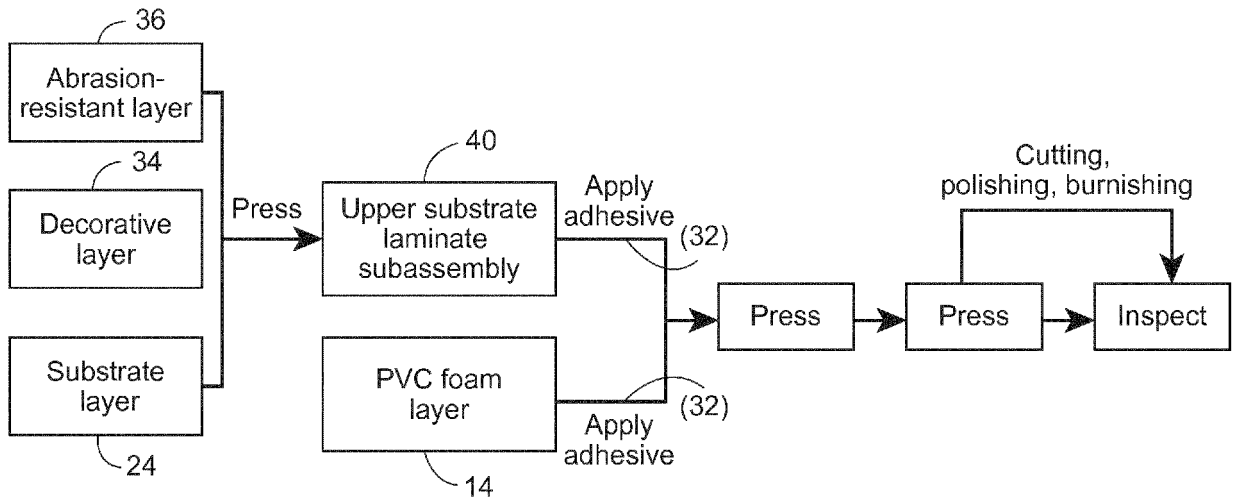 36
Abrasion-
resistant layer
34
Decorative
layer
Substrate
layer
24
Press
40
Upper substrate
laminate
subassembly
Apply
adhesive
(32)
PVC foam
layer
14
(32)
Apply
adhesive
Press
Press
Cutting,
polishing, burnishing
Inspect